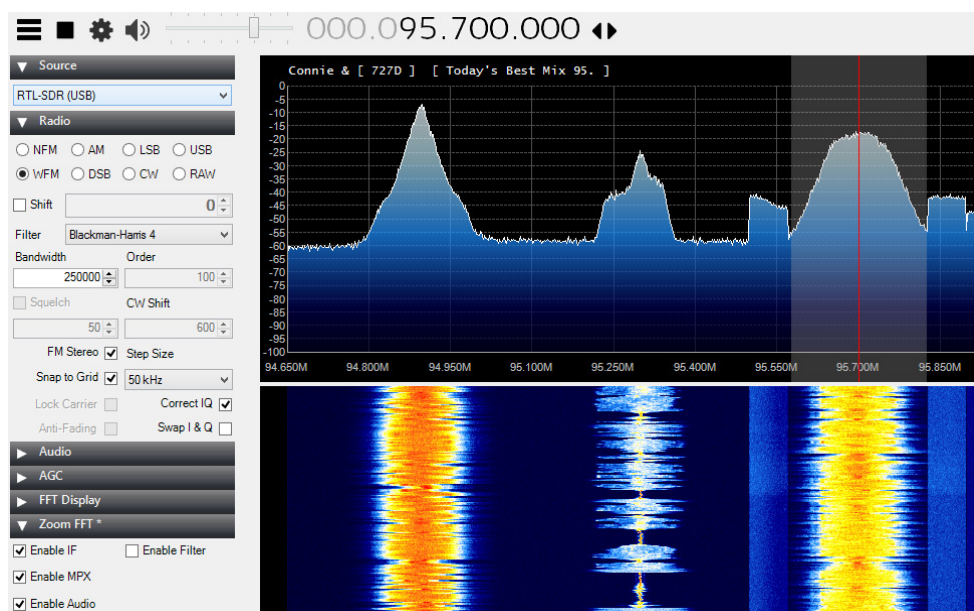 000.095.700.000
Source
RTL-SDR (USB)
Radio
NFM AM LSB USB
WFM DSB CW RAW
Shift 0
Filter Blackman-Harris 4
Bandwidth Order
250000 100
Squelch CW Shift
50 600
FM Stereo Step Size
Snap to Grid 50 kHz
Lock Carrier Correct IQ
Anti-Fading Swap I & Q
Audio
AGC
FFT Display
Zoom FFT *
Enable IF Enable Filter
Enable MPX
Enable Audio
Connie & [ 727D ] [ Today's Best Mix 95. ]
0
-5
-10
-15
-20
-25
-30
-35
-40
-45
-50
-55
-60
-65
-70
-75
-80
-85
-90
-95
-100
94.650M 94.800M 94.950M 95.100M 95.250M 95.400M 95.550M 95.700M 95.850M